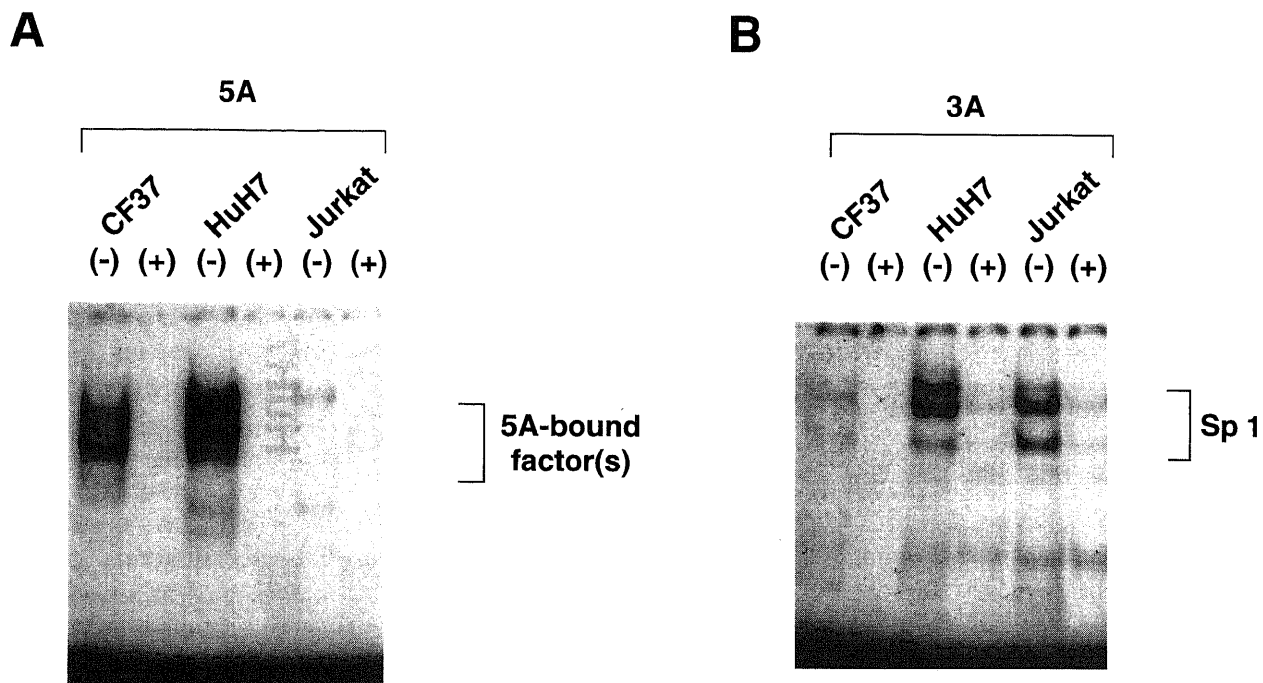 A
5A
CF37 HuH7 Jurkat
(-) (+) (-) (+) (-) (+)
5A-bound
factor(s)
B
3A
CF37 HuH7 Jurkat
(-) (+) (-) (+) (-) (+)
Sp 1